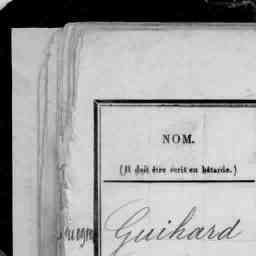 NOM.
(Il doit être écrit en bâtarde.)
Guihard